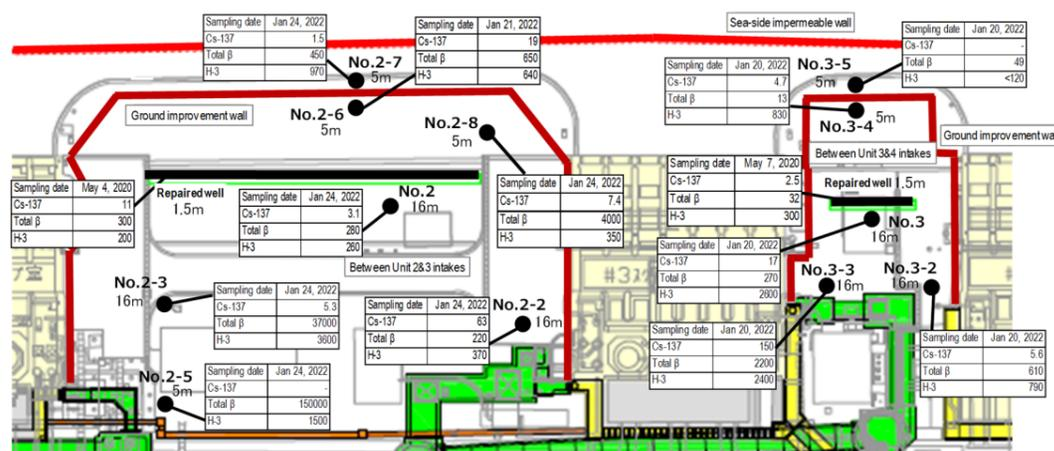 Sea-side impermeable wall
Sampling date Jan 24, 2022
Cs-137 1.5
Total β 450
H-3 970
No.2-7
5m
Sampling date Jan 21, 2022
Cs-137 19
Total β 650
H-3 640
No.2-6
5m
Ground improvement wall
No.2-8
5m
Sampling date Jan 24, 2022
Cs-137 7.4
Total β 4000
H-3 350
Sampling date May 4, 2020
Cs-137 11
Total β 300
H-3 200
Repaired well
1.5m
Sampling date Jan 24, 2022
Cs-137 3.1
Total β 280
H-3 260
No.2
16m
Between Unit 2&3 intakes
No.2-3
16m
Sampling date Jan 24, 2022
Cs-137 5.3
Total β 37000
H-3 3600
Sampling date Jan 24, 2022
Cs-137 63
Total β 220
H-3 370
No.2-2
16m
No.2-5
5m
Sampling date Jan 24, 2022
Cs-137 -
Total β 150000
H-3 1500
Sampling date Jan 20, 2022
Cs-137 -
Total β 49
H-3 <120
No.3-5
5m
Sampling date Jan 20, 2022
Cs-137 4.7
Total β 13
H-3 830
5m
No.3-4
Ground improvement wa
Between Unit 3&4 intakes
Sampling date May 7, 2020
Cs-137 2.5
Total β 32
H-3 300
Repaired well 1.5m
No.3
16m
Sampling date Jan 20, 2022
Cs-137 17
Total β 270
H-3 2600
#3ス
No.3-3
16m
No.3-2
16m
Sampling date Jan 20, 2022
Cs-137 150
Total β 2200
H-3 2400
Sampling date Jan 20, 2022
Cs-137 5.6
Total β 610
H-3 790